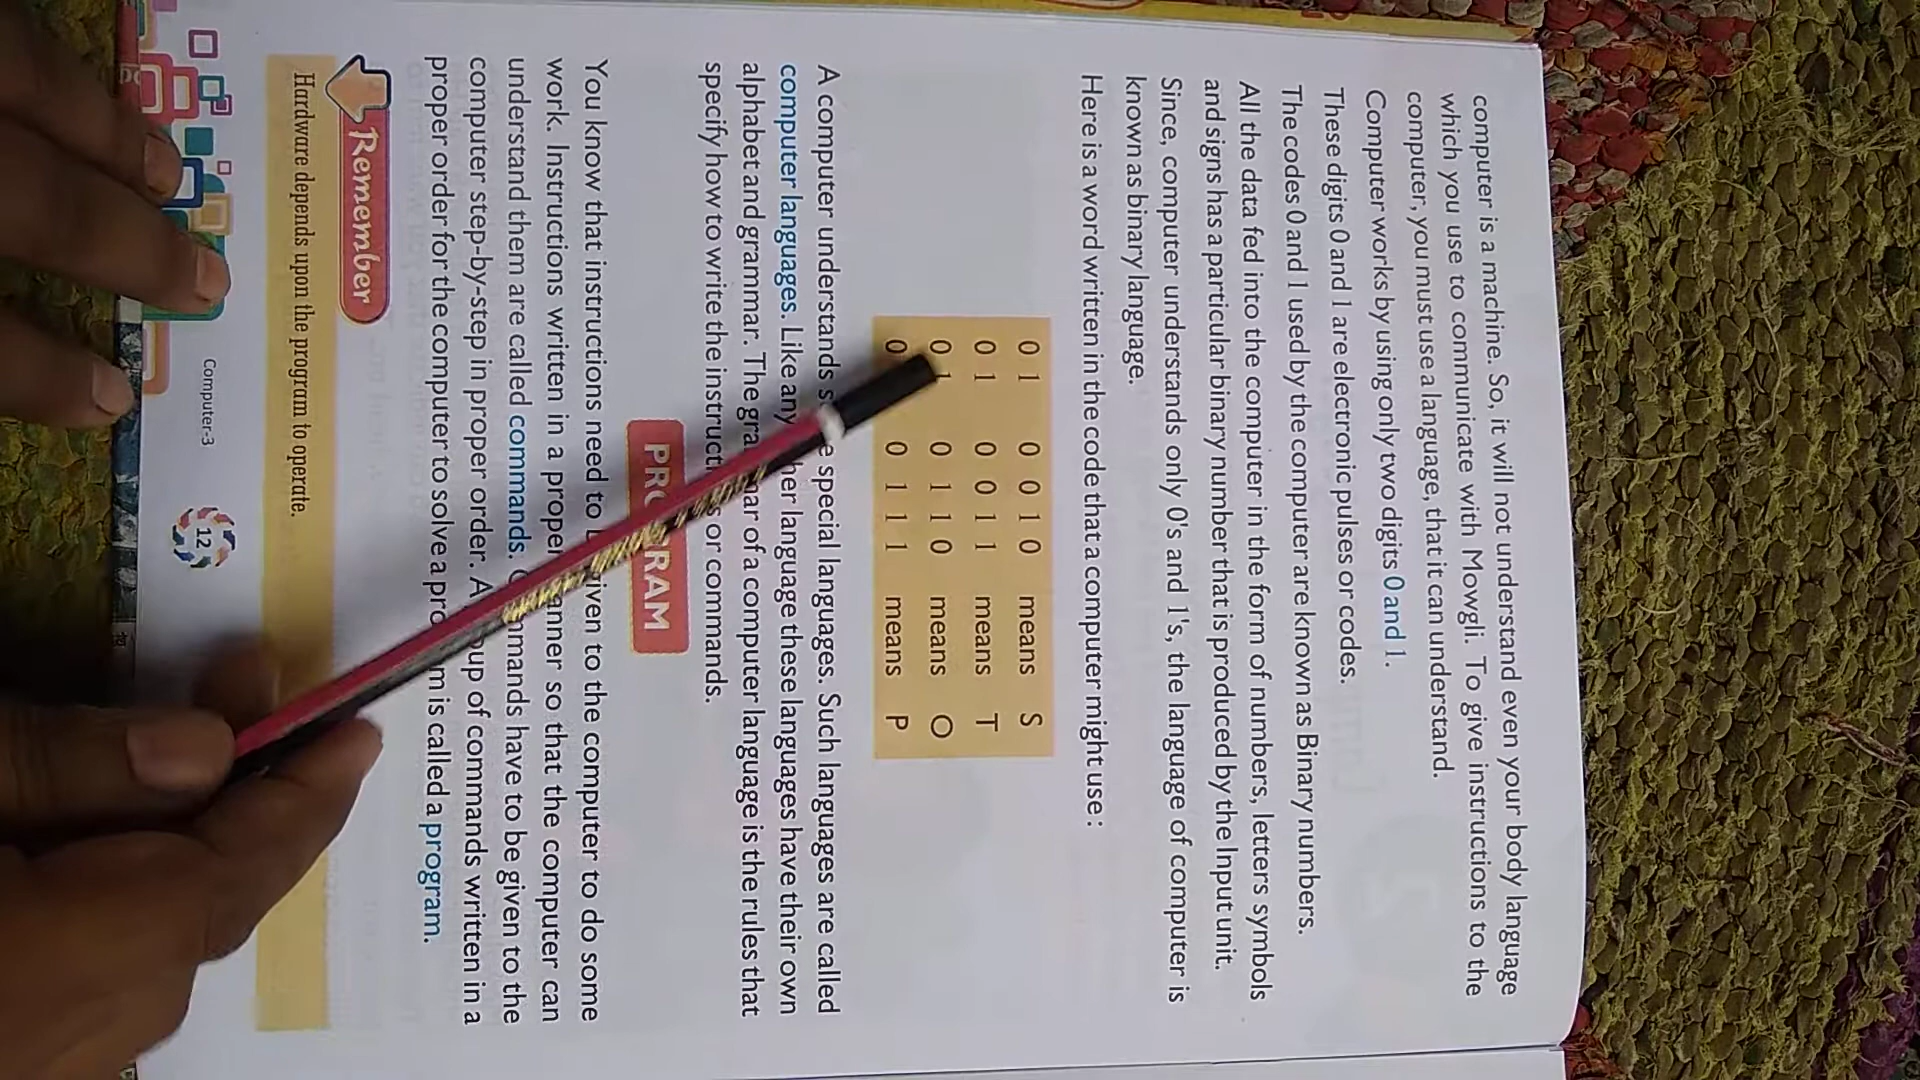 computer is a machine. So, it will not understand even your body language
which you use to communicate with Mowgli. To give instructions to the
computer, you must use a language, that it can understand.
Computer works by using only two digits 0 and 1.
These digits 0 and 1 are electronic pulses or codes.
The codes 0 and 1 used by the computer are known as Binary numbers.
All the data fed into the computer in the form of numbers, letters symbols
and signs has a particular binary number that is produced by the Input unit.
Since, computer understands only 0's and 1's, the language of computer is
known as binary language.
Here is a word written in the code that a computer might use :
0 1 0 0 1 0 means S
0 1 0 0 1 1 means T
0 1 0 1 1 0 means O
0 0 1 1 1 means P
A computer understands special languages. Such languages are called
computer languages. Like any language these languages have their own
alphabet and grammar. The grammar of a computer language is the rules that
specify how to write the instructions or commands.
PROGRAM
You know that instructions need to given to the computer to do some
work. Instructions written in a proper manner so that the computer can
understand them are called commands. Commands have to be given to the
computer step-by-step in proper order. A group of commands written in a
proper order for the computer to solve a problem is called a program.
Remember
Hardware depends upon the program to operate.
Computer-3
12